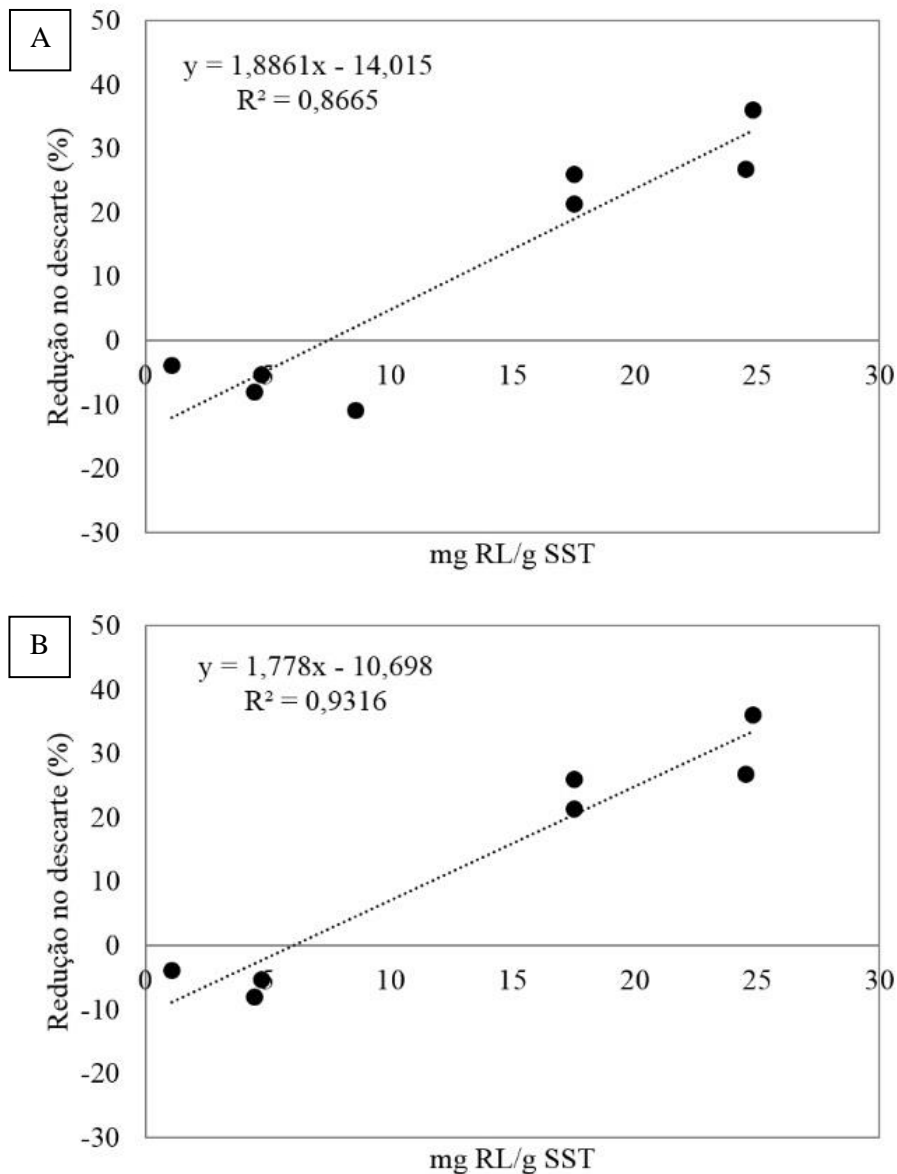 A
50
40
30
20
10
0
-10
-20
-30
y = 1,8861x - 14,015
R² = 0,8665
Redução no descarte (%)
0 5 10 15 20 25 30
mg RL/g SST
B
50
40
30
20
10
0
-10
-20
-30
y = 1,778x - 10,698
R² = 0,9316
Redução no descarte (%)
0 5 10 15 20 25 30
mg RL/g SST